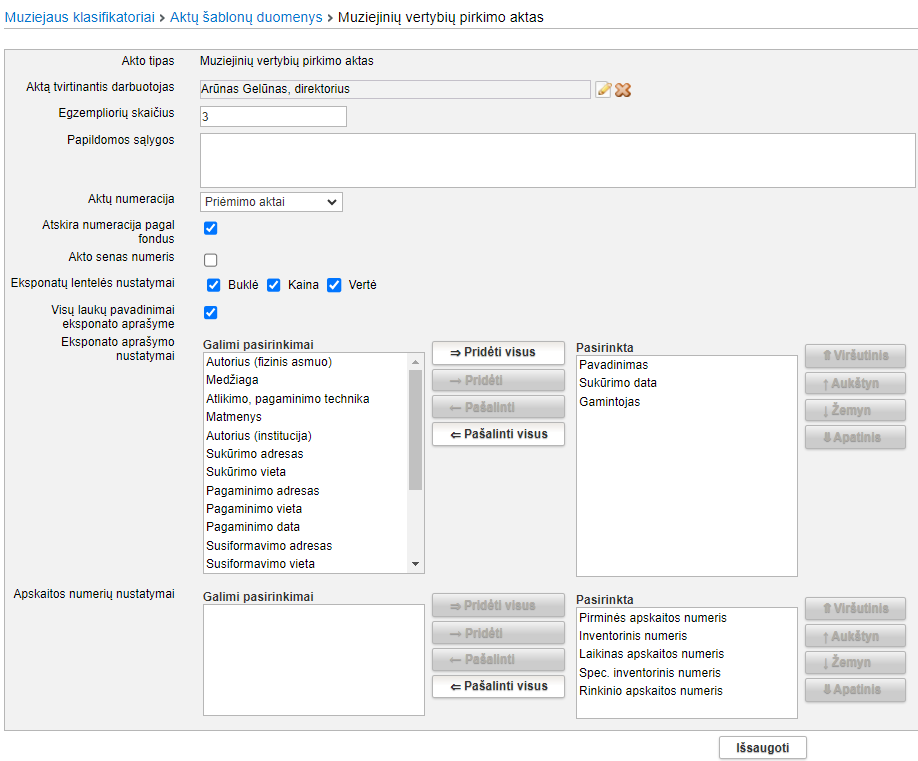 Muziejaus klasifikatoriai › Aktų šablonų duomenys › Muziejinių vertybių pirkimo aktas
Akto tipas Muziejinių vertybių pirkimo aktas
Aktą tvirtinantis darbuotojas Arūnas Gelūnas, direktorius
Egzempliorių skaičius 3
Papildomos sąlygos
Aktų numeracija Priėmimo aktai
Atskira numeracija pagal
fondus
Akto senas numeris
Eksponatų lentelės nustatymai Buklė Kaina Vertė
Visų laukų pavadinimai
eksponato aprašyme
Eksponato aprašymo
nustatymai
Galimi pasirinkimai
Autorius (fizinis asmuo)
Medžiaga
Atlikimo, pagaminimo technika
Matmenys
Autorius (institucija)
Sukūrimo adresas
Sukūrimo vieta
Pagaminimo adresas
Pagaminimo vieta
Pagaminimo data
Susiformavimo adresas
Susiformavimo vieta
⇒ Pridėti visus
→ Pridėti
← Pašalinti
⇐ Pašalinti visus
Pasirinkta
Pavadinimas
Sukūrimo data
Gamintojas
⇑ Viršutinis
↑ Aukštyn
↓ Žemyn
⇓ Apatinis
Apskaitos numerių nustatymai
Galimi pasirinkimai
⇒ Pridėti visus
→ Pridėti
← Pašalinti
⇐ Pašalinti visus
Pasirinkta
Pirminės apskaitos numeris
Inventorinis numeris
Laikinas apskaitos numeris
Spec. inventorinis numeris
Rinkinio apskaitos numeris
⇑ Viršutinis
↑ Aukštyn
↓ Žemyn
⇓ Apatinis
Išsaugoti